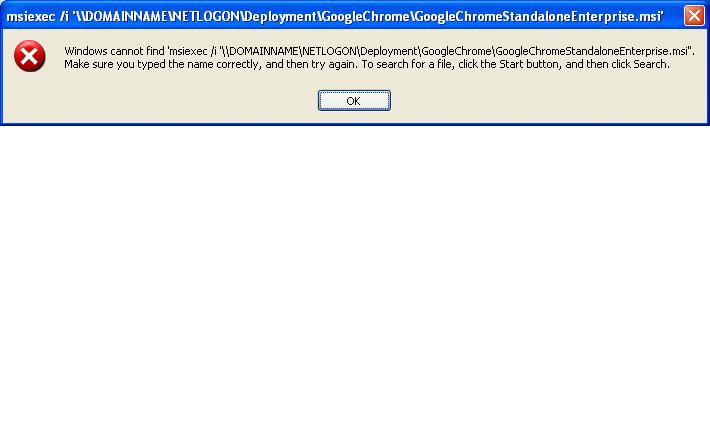 msiexec /i '\\DOMAINNAME\NETLOGON\Deployment\GoogleChrome\GoogleChromeStandaloneEnterprise.msi'
Windows cannot find 'msiexec /i '\\DOMAINNAME\NETLOGON\Deployment\GoogleChrome\GoogleChromeStandaloneEnterprise.msi''.
Make sure you typed the name correctly, and then try again. To search for a file, click the Start button, and then click Search.
OK